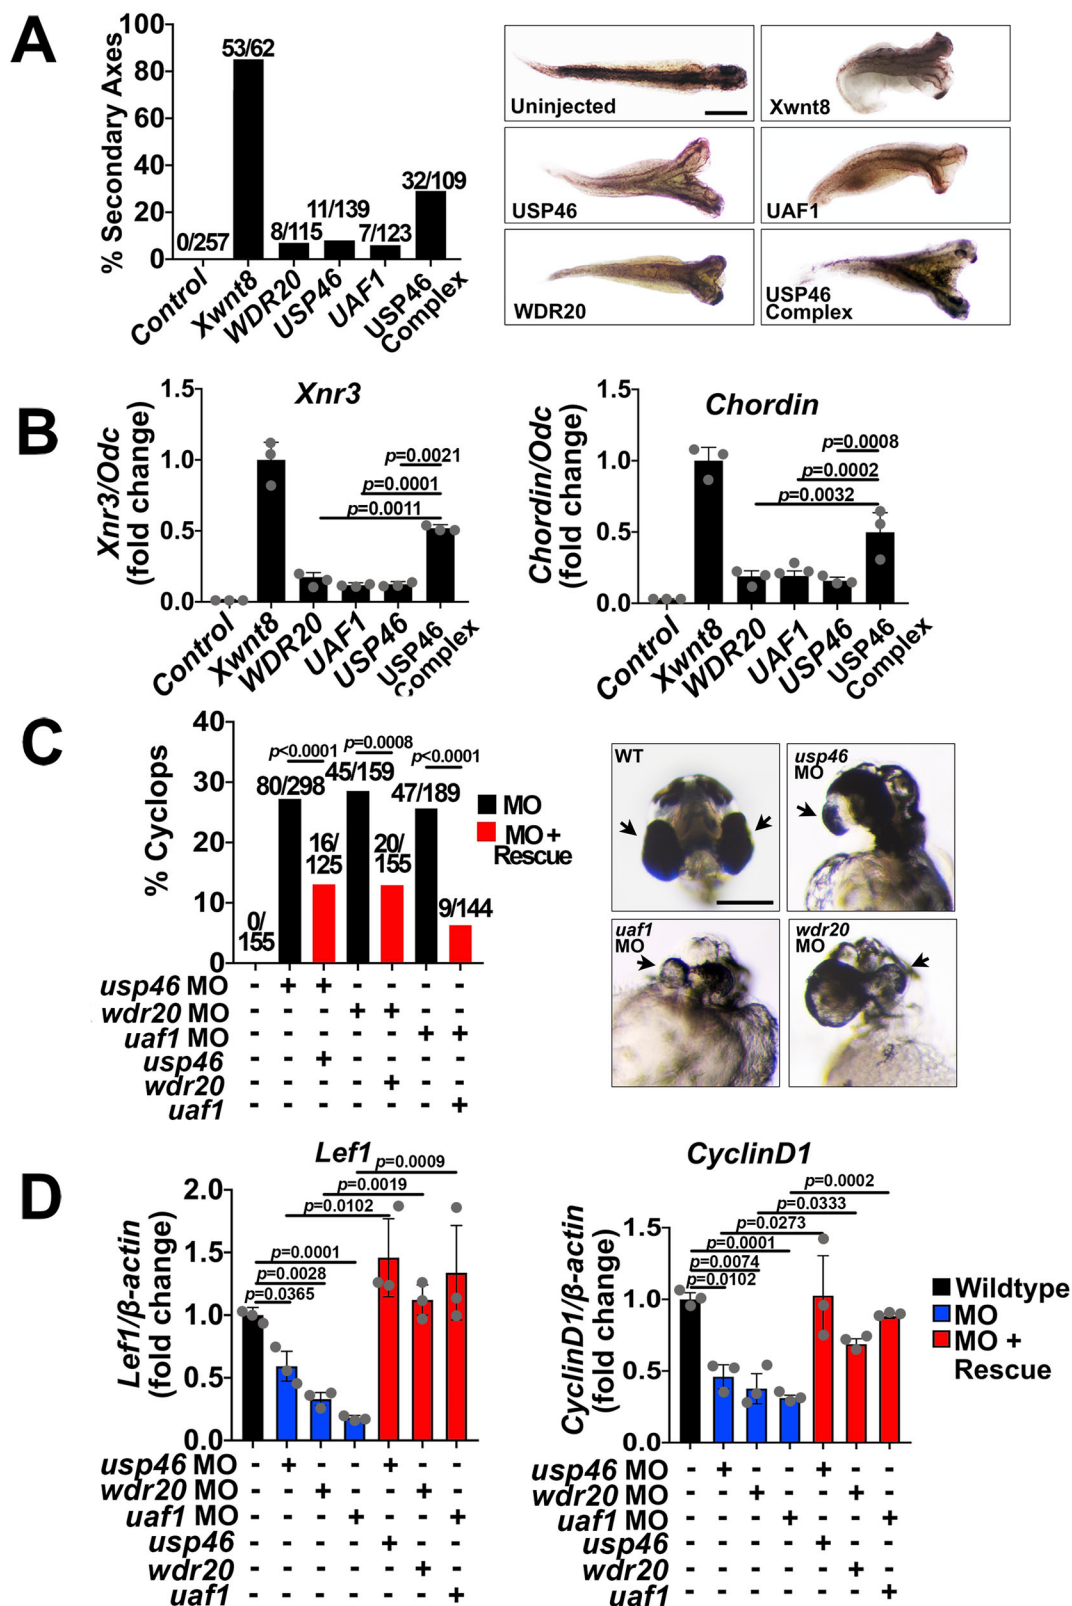 A
% Secondary Axes
100
80
60
40
20
0
0/257
53/62
8/115
11/139
7/123
32/109
Control
Xwnt8
WDR20
USP46
UAF1
USP46
Complex
Uninjected
Xwnt8
USP46
UAF1
WDR20
USP46
Complex
B
Xnr3
Xnr3/Odc
(fold change)
1.5
1.0
0.5
0.0
p=0.0021
p=0.0001
p=0.0011
Control
Xwnt8
WDR20
UAF1
USP46
USP46
Complex
Chordin
Chordin/Odc
(fold change)
1.5
1.0
0.5
0.0
p=0.0008
p=0.0002
p=0.0032
Control
Xwnt8
WDR20
UAF1
USP46
USP46
Complex
C
% Cyclops
40
30
20
10
0
p<0.0001
p=0.0008
p<0.0001
0/
155
80/298
16/
125
45/159
20/
155
47/189
9/144
MO
MO +
Rescue
usp46 MO - + + - - - -
wdr20 MO - - - + + - -
uaf1 MO - - - - - + +
usp46 - - + - - - -
wdr20 - - - - + - -
uaf1 - - - - - - +
WT
usp46
MO
uaf1
MO
wdr20
MO
D
Lef1
Lef1/β-actin
(fold change)
2.0
1.5
1.0
0.5
0.0
p=0.0009
p=0.0019
p=0.0102
p=0.0001
p=0.0028
p=0.0365
usp46 MO - + - - + - -
wdr20 MO - - + - - + -
uaf1 MO - - - + - - +
usp46 - - - - + - -
wdr20 - - - - - + -
uaf1 - - - - - - +
CyclinD1
CyclinD1/β-actin
(fold change)
1.5
1.0
0.5
0.0
p=0.0002
p=0.0333
p=0.0273
p=0.0001
p=0.0074
p=0.0102
Wildtype
MO
MO +
Rescue
usp46 MO - + - - + - -
wdr20 MO - - + - - + -
uaf1 MO - - - + - - +
usp46 - - - - + - -
wdr20 - - - - - + -
uaf1 - - - - - - +